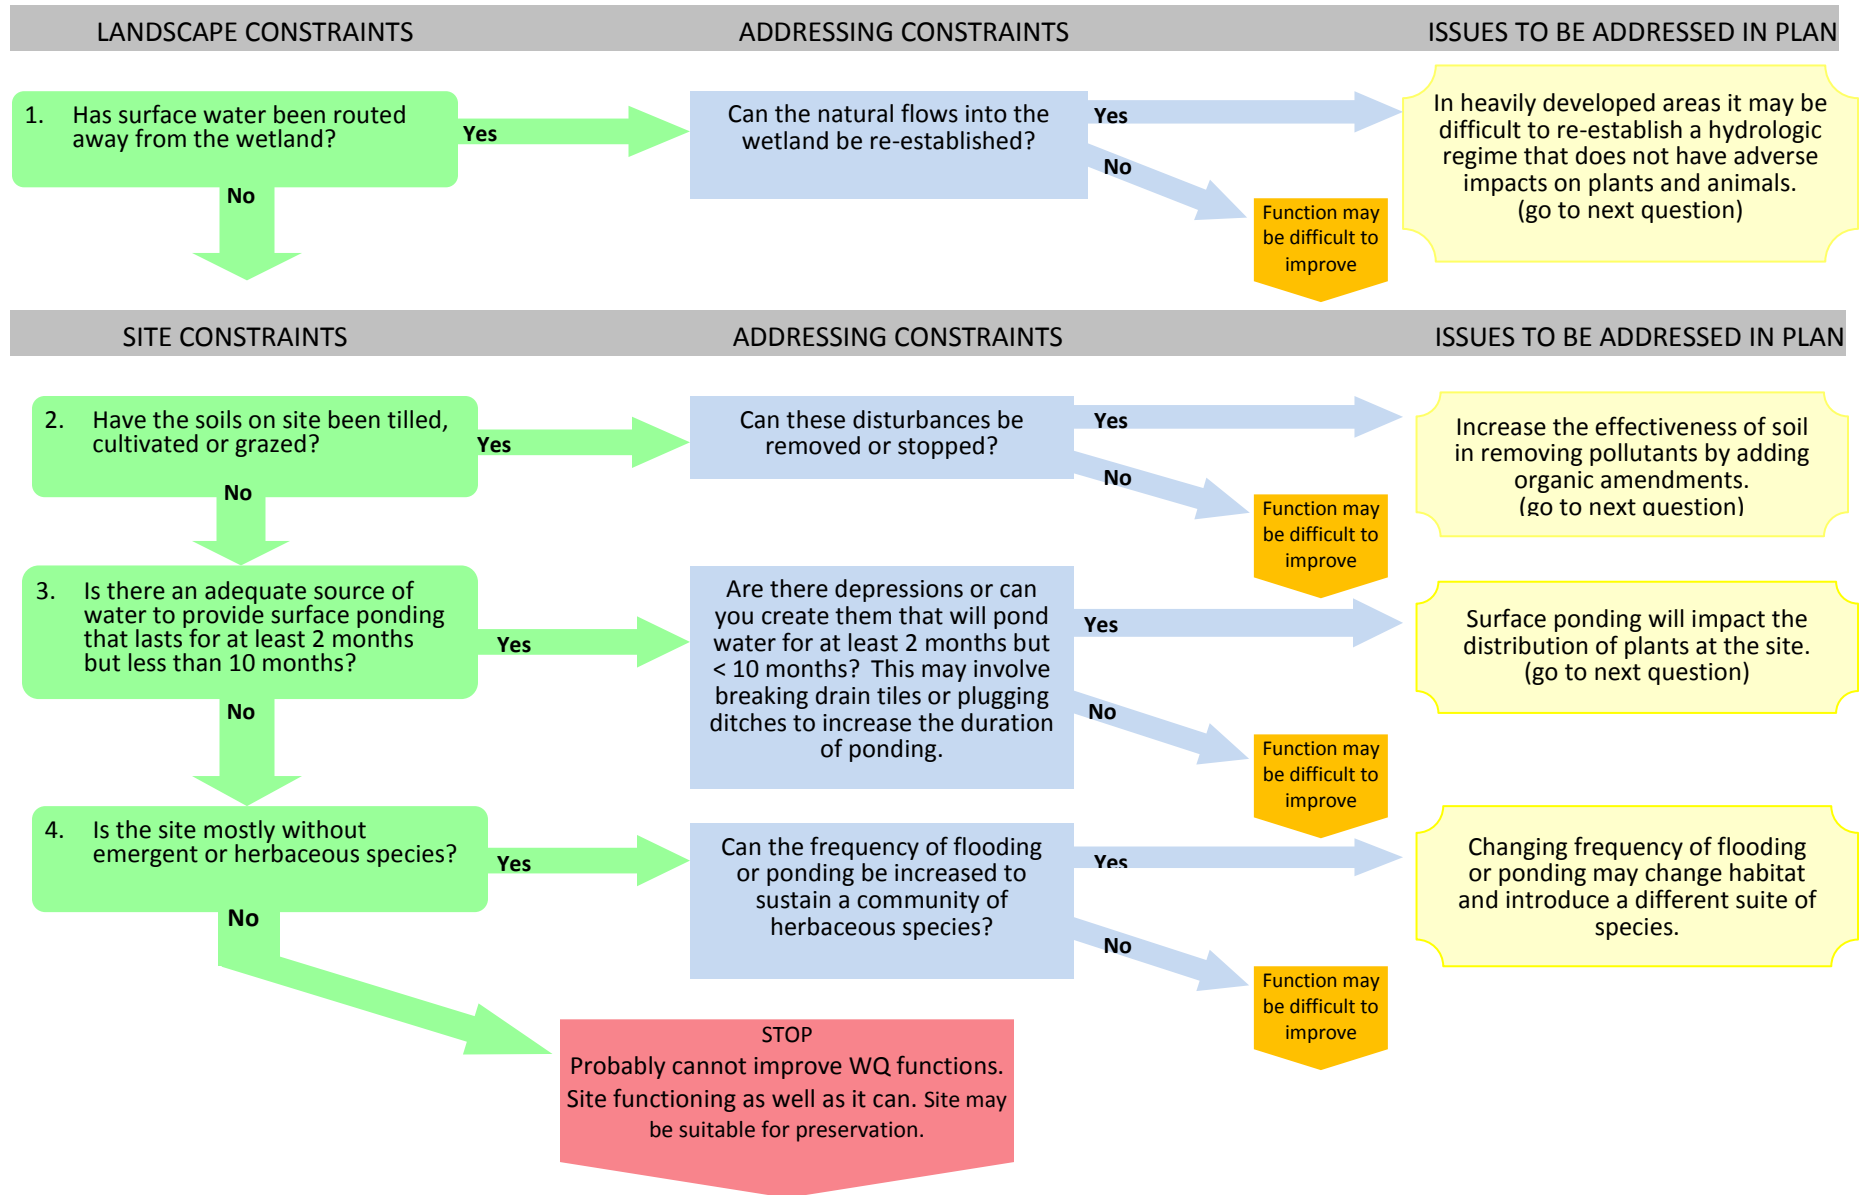 LANDSCAPE CONSTRAINTS
ADDRESSING CONSTRAINTS
ISSUES TO BE ADDRESSED IN PLAN
1. Has surface water been routed
away from the wetland?
Yes
No
Can the natural flows into the
wetland be re-established?
Yes
No
Function may
be difficult to
improve
In heavily developed areas it may be
difficult to re-establish a hydrologic
regime that does not have adverse
impacts on plants and animals.
(go to next question)
SITE CONSTRAINTS
ADDRESSING CONSTRAINTS
ISSUES TO BE ADDRESSED IN PLAN
2. Have the soils on site been tilled,
cultivated or grazed?
Yes
No
Can these disturbances be
removed or stopped?
Yes
No
Function may
be difficult to
improve
Increase the effectiveness of soil
in removing pollutants by adding
organic amendments.
(go to next question)
3. Is there an adequate source of
water to provide surface ponding
that lasts for at least 2 months
but less than 10 months?
Yes
No
Are there depressions or can
you create them that will pond
water for at least 2 months but
< 10 months? This may involve
breaking drain tiles or plugging
ditches to increase the duration
of ponding.
Yes
No
Function may
be difficult to
improve
Surface ponding will impact the
distribution of plants at the site.
(go to next question)
4. Is the site mostly without
emergent or herbaceous species?
Yes
No
Can the frequency of flooding
or ponding be increased to
sustain a community of
herbaceous species?
Yes
No
Function may
be difficult to
improve
Changing frequency of flooding
or ponding may change habitat
and introduce a different suite of
species.
STOP
Probably cannot improve WQ functions.
Site functioning as well as it can. Site may
be suitable for preservation.